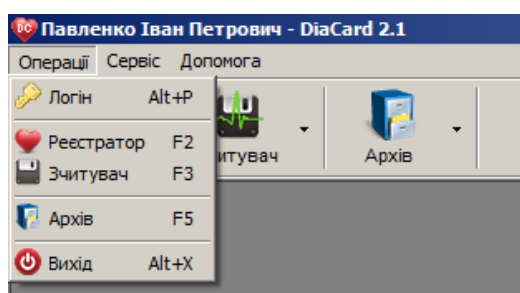 Павленко Іван Петрович - DiaCard 2.1
Операції Сервіс Допомога
Логін Alt+P
Реєстратор F2
Зчитувач F3
Архів F5
Вихід Alt+X
итувач
Архів